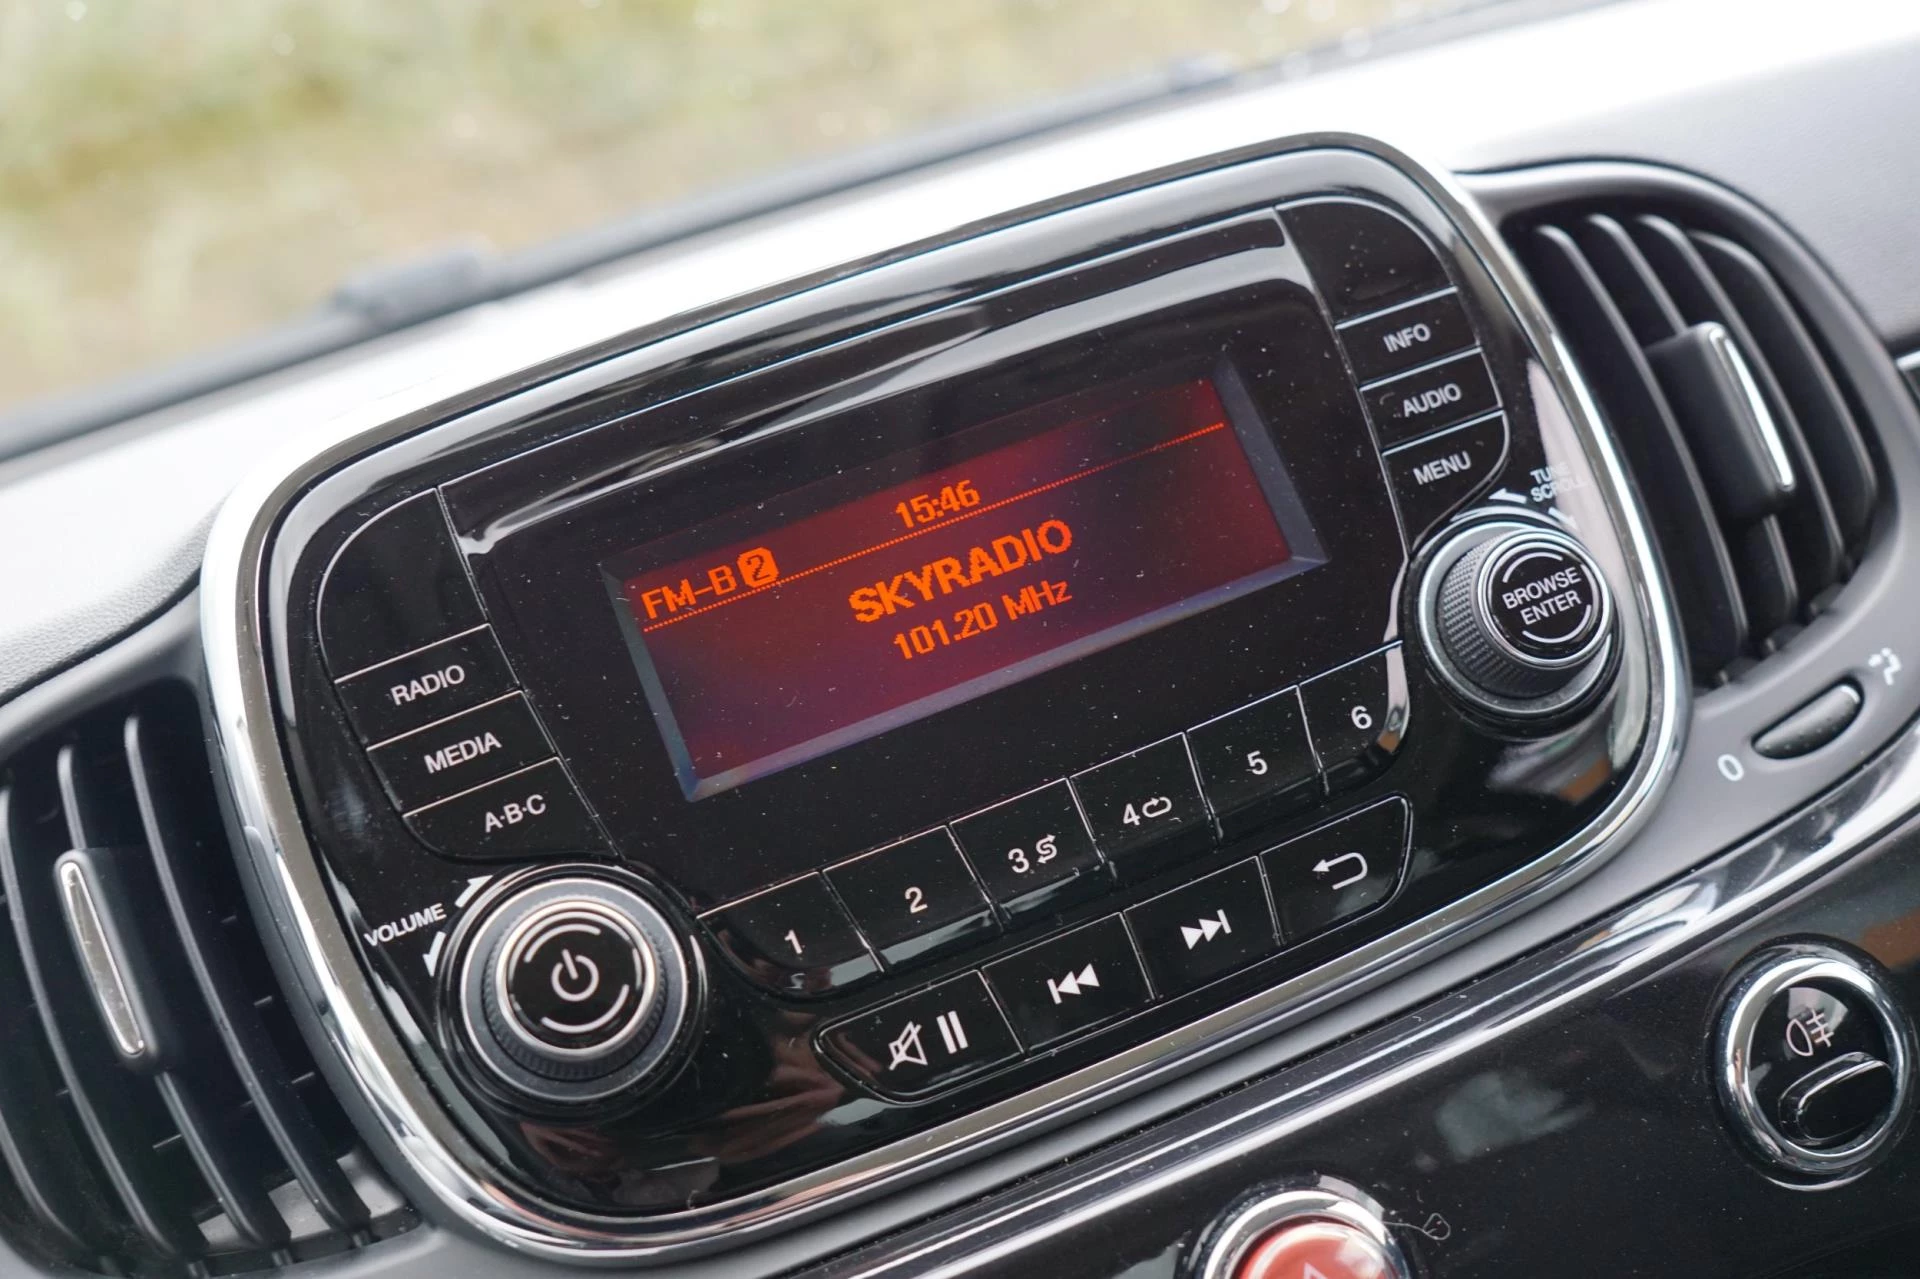 15:46
FM-B 2
SKYRADIO
101.20 MHz
INFO
AUDIO
MENU
TUNE
SCROLL
BROWSE
ENTER
RADIO
MEDIA
A·B·C
VOLUME
1
2
3
4
5
6
0